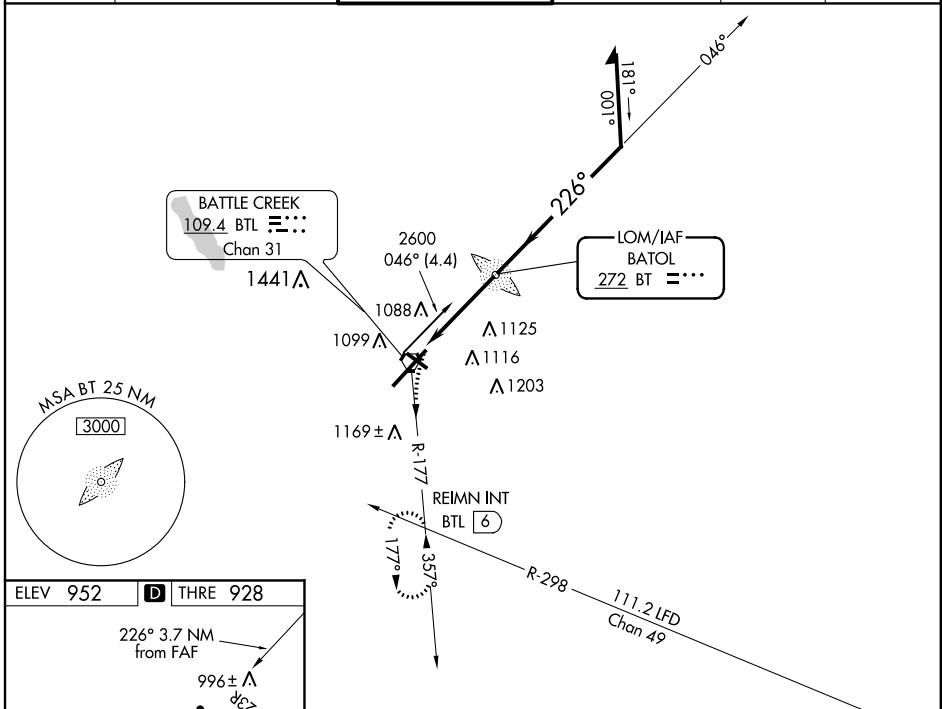 046°
181°
001°
226°
BATTLE CREEK
109.4 BTL
Chan 31
LOM/IAF
BATOL
272 BT
2600
046° (4.4)
1441
1088
1099
1125
1116
1203
MSA BT 25 NM
3000
1169±
R-177
REIMN INT
BTL 6
177°
357°
R-298
111.2 LFD
Chan 49
ELEV 952 D THRE 928
226° 3.7 NM
from FAF
996±
23R